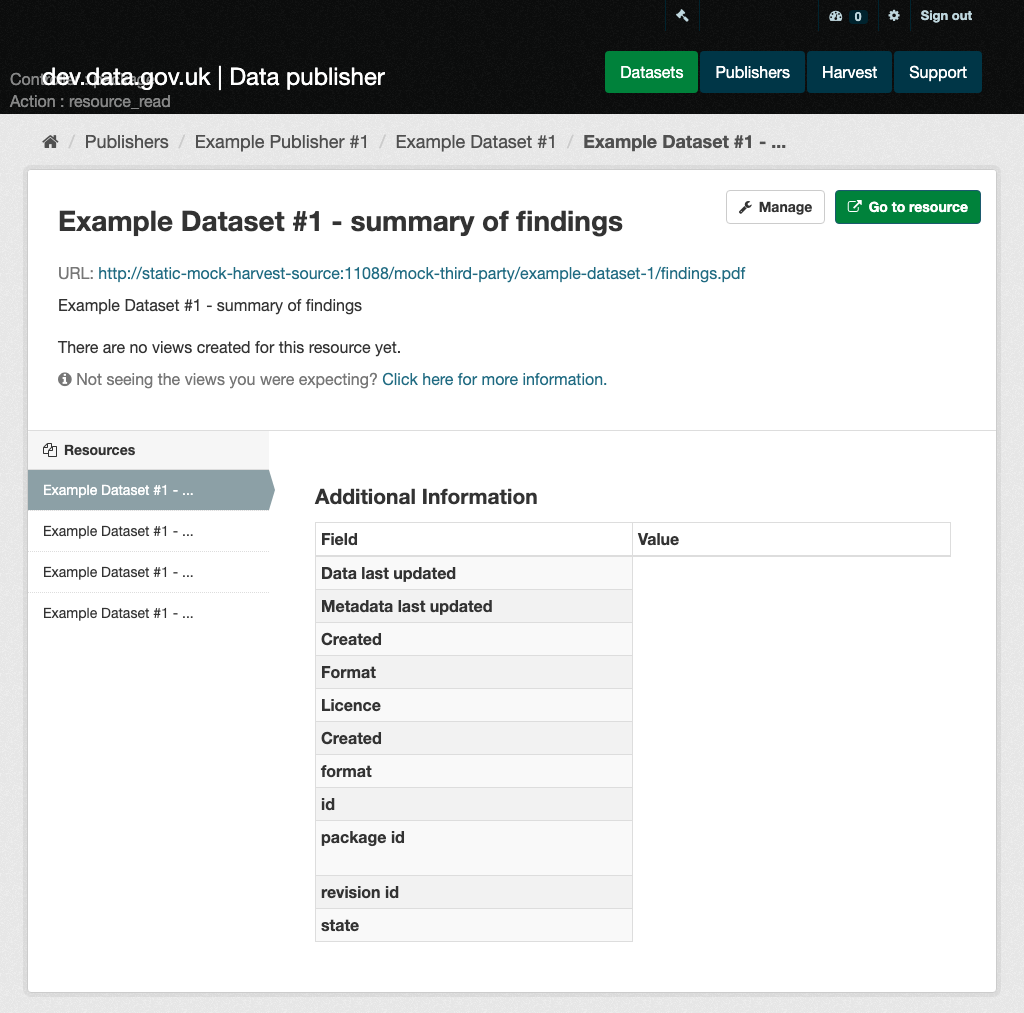 0 Sign out
dev.data.gov.uk | Data publisher
Action : resource_read
Datasets Publishers Harvest Support
/ Publishers / Example Publisher #1 / Example Dataset #1 / Example Dataset #1 - ...
Manage Go to resource
Example Dataset #1 - summary of findings
URL: http://static-mock-harvest-source:11088/mock-third-party/example-dataset-1/findings.pdf
Example Dataset #1 - summary of findings
There are no views created for this resource yet.
Not seeing the views you were expecting? Click here for more information.
Resources
Example Dataset #1 - ...
Example Dataset #1 - ...
Example Dataset #1 - ...
Example Dataset #1 - ...
Additional Information
Field Value
Data last updated
Metadata last updated
Created
Format
Licence
Created
format
id
package id
revision id
state